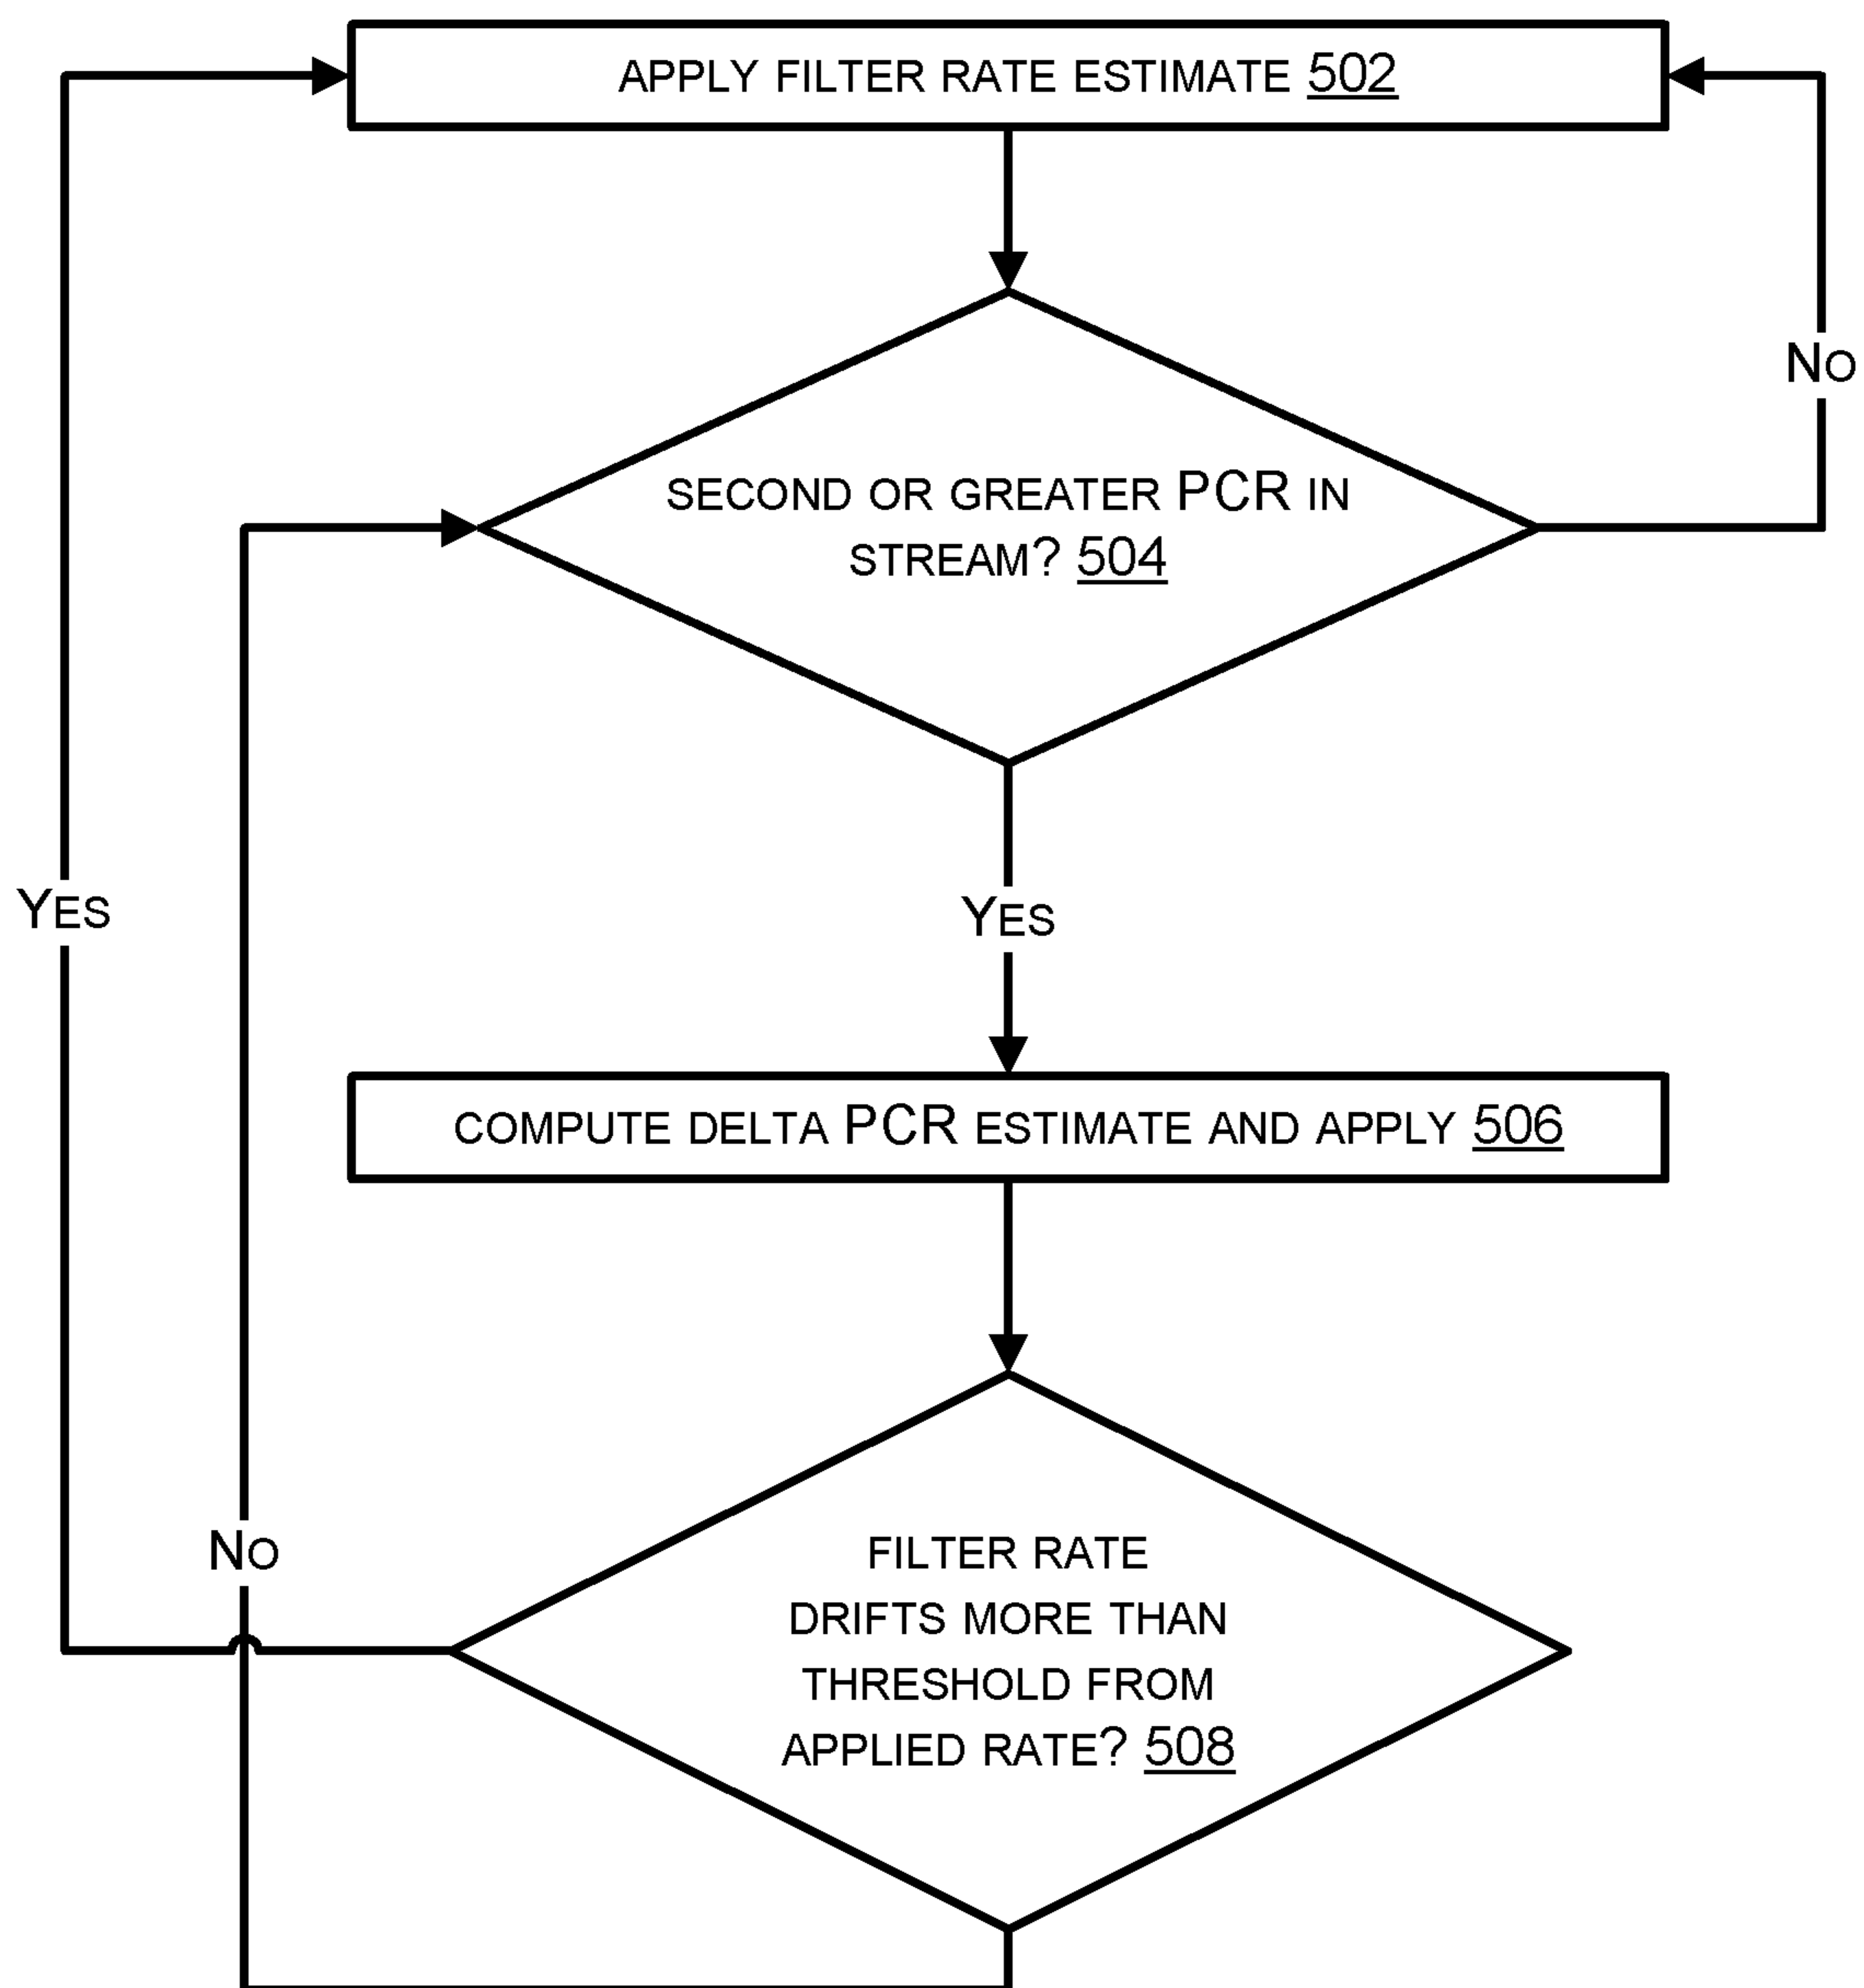 APPLY FILTER RATE ESTIMATE 502
NO
SECOND OR GREATER PCR IN
STREAM? 504
YES
YES
COMPUTE DELTA PCR ESTIMATE AND APPLY 506
NO
FILTER RATE
DRIFTS MORE THAN
THRESHOLD FROM
APPLIED RATE? 508